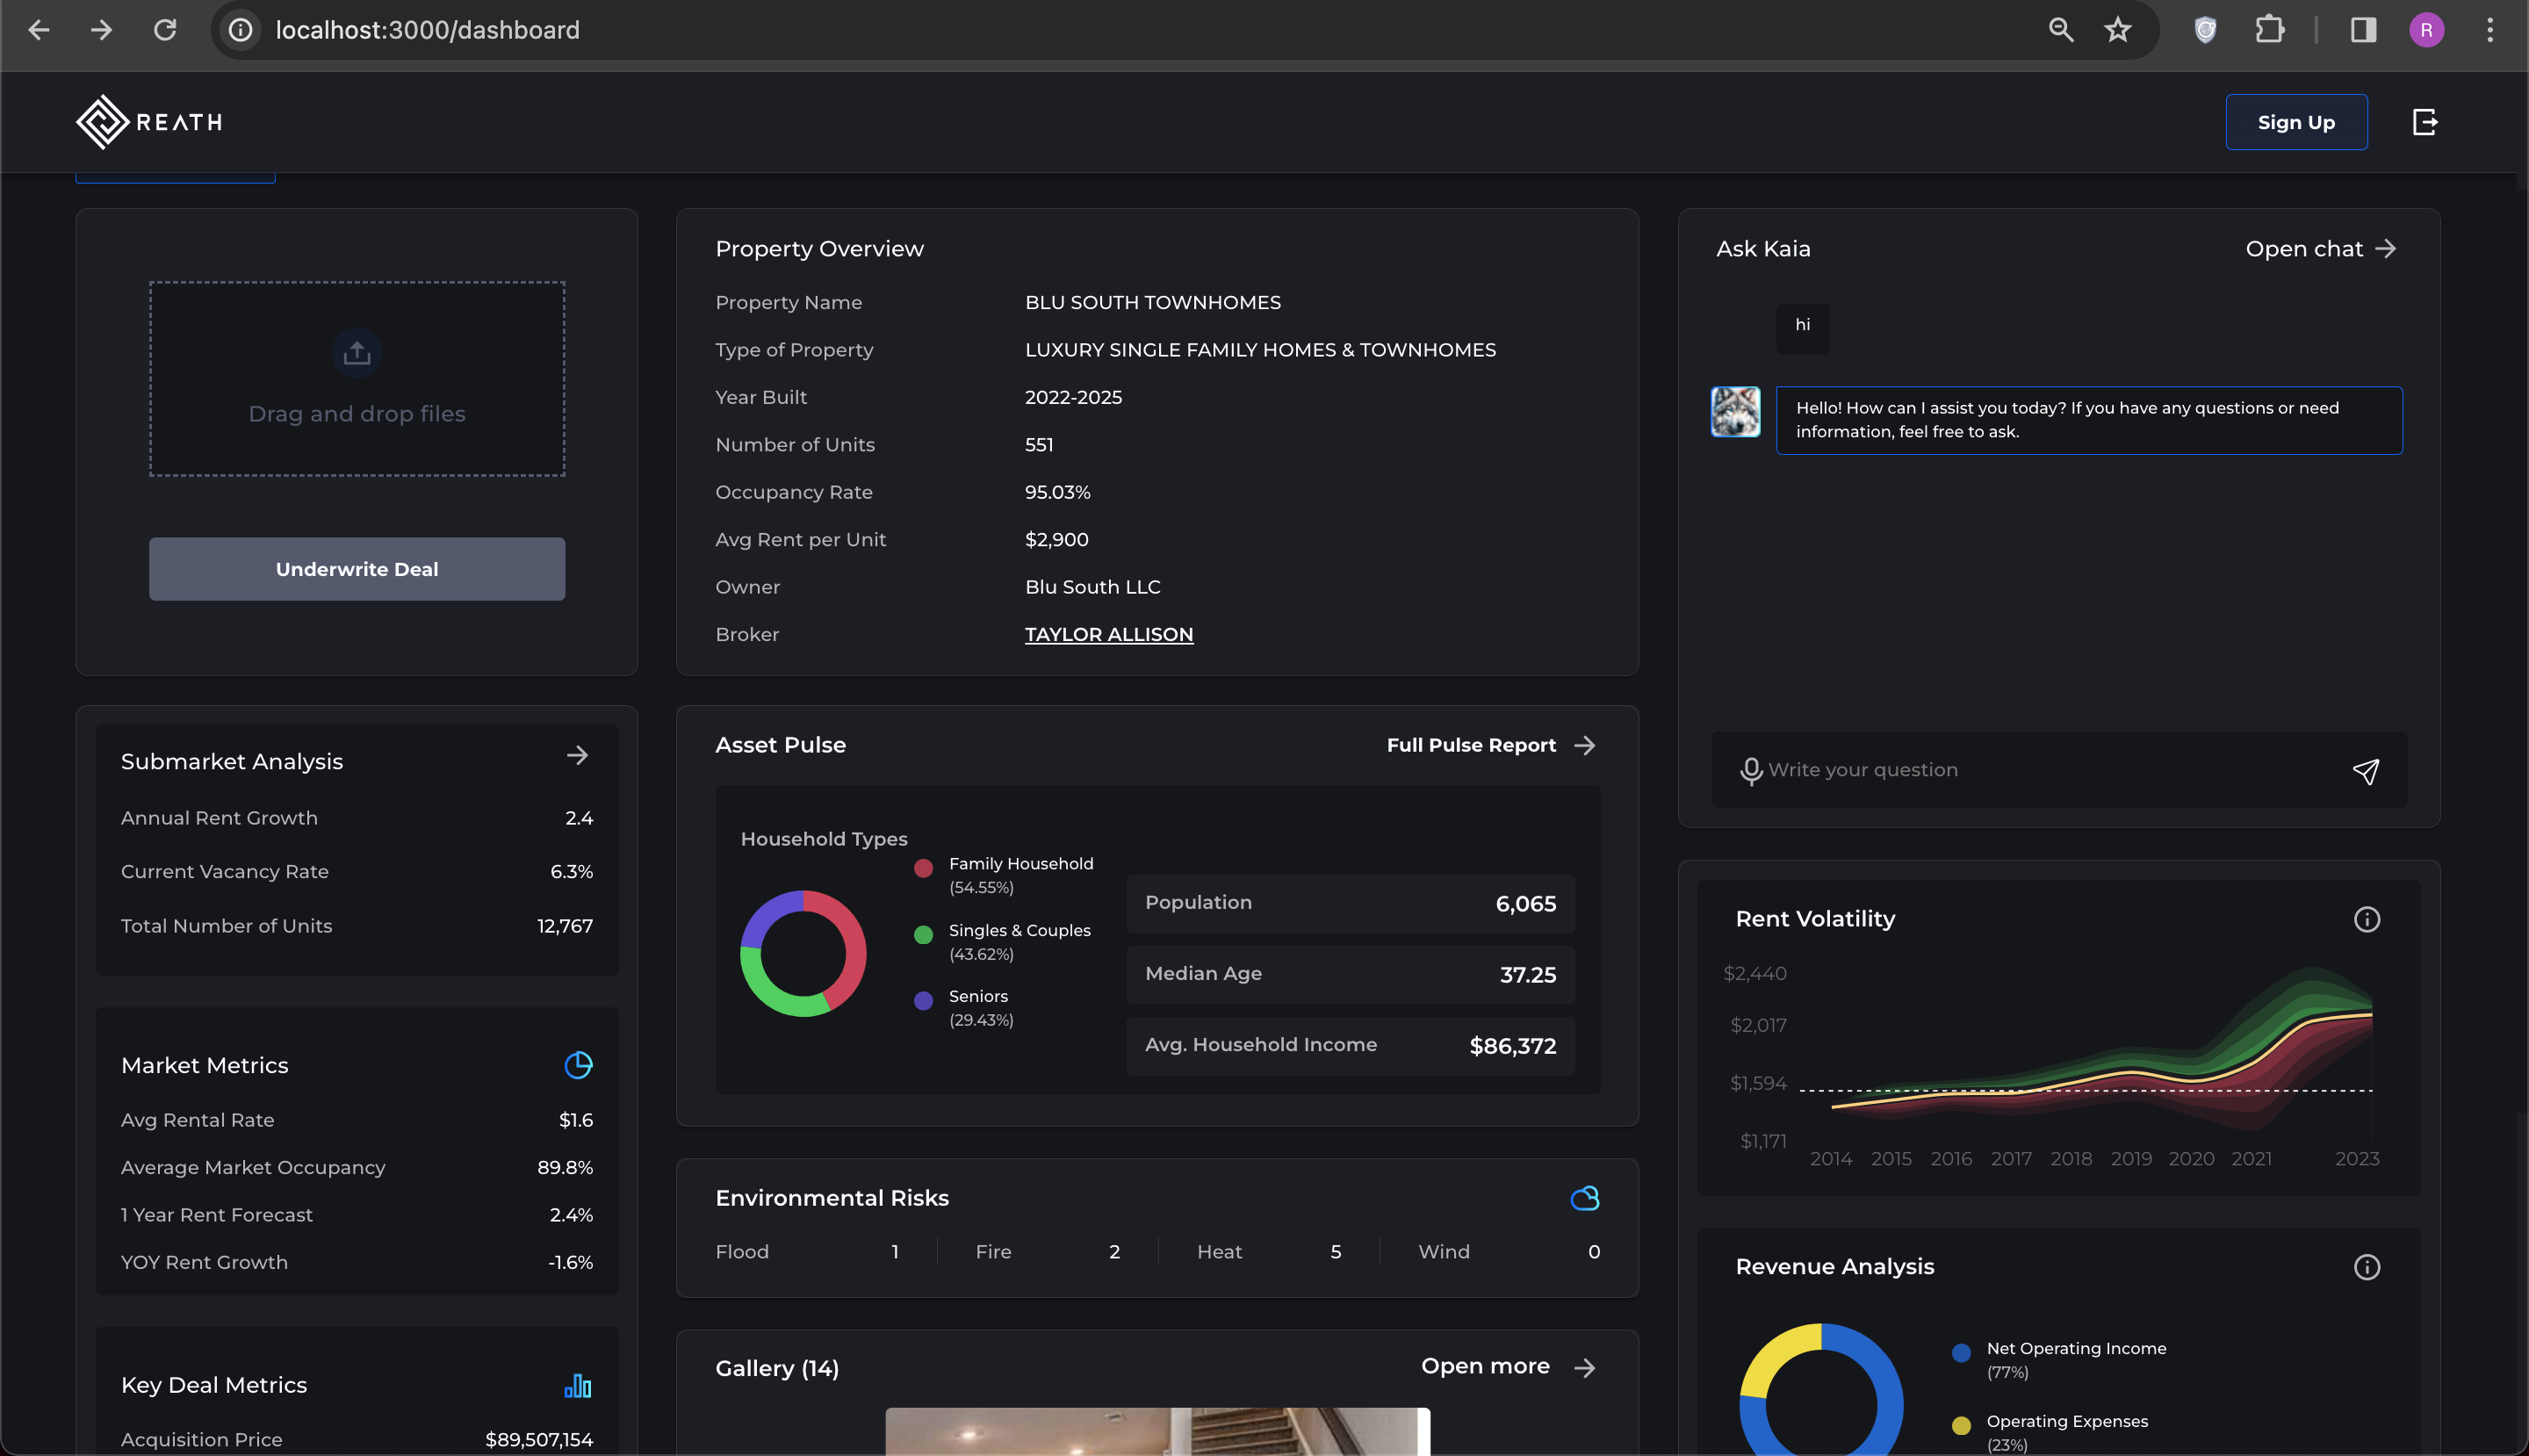 localhost:3000/dashboard
R
REATH
Sign Up
Drag and drop files
Underwrite Deal
Property Overview
Property Name BLU SOUTH TOWNHOMES
Type of Property LUXURY SINGLE FAMILY HOMES & TOWNHOMES
Year Built 2022-2025
Number of Units 551
Occupancy Rate 95.03%
Avg Rent per Unit $2,900
Owner Blu South LLC
Broker TAYLOR ALLISON
Ask Kaia Open chat
hi
Hello! How can I assist you today? If you have any questions or need
information, feel free to ask.
Write your question
Submarket Analysis
Annual Rent Growth 2.4
Current Vacancy Rate 6.3%
Total Number of Units 12,767
Market Metrics
Avg Rental Rate $1.6
Average Market Occupancy 89.8%
1 Year Rent Forecast 2.4%
YOY Rent Growth -1.6%
Key Deal Metrics
Acquisition Price $89,507,154
Asset Pulse Full Pulse Report
Household Types
Family Household
(54.55%)
Singles & Couples
(43.62%)
Seniors
(29.43%)
Population 6,065
Median Age 37.25
Avg. Household Income $86,372
Environmental Risks
Flood 1 Fire 2 Heat 5 Wind 0
Gallery (14) Open more
Rent Volatility
$2,440
$2,017
$1,594
$1,171
2014 2015 2016 2017 2018 2019 2020 2021 2023
Revenue Analysis
Net Operating Income
(77%)
Operating Expenses
(23%)